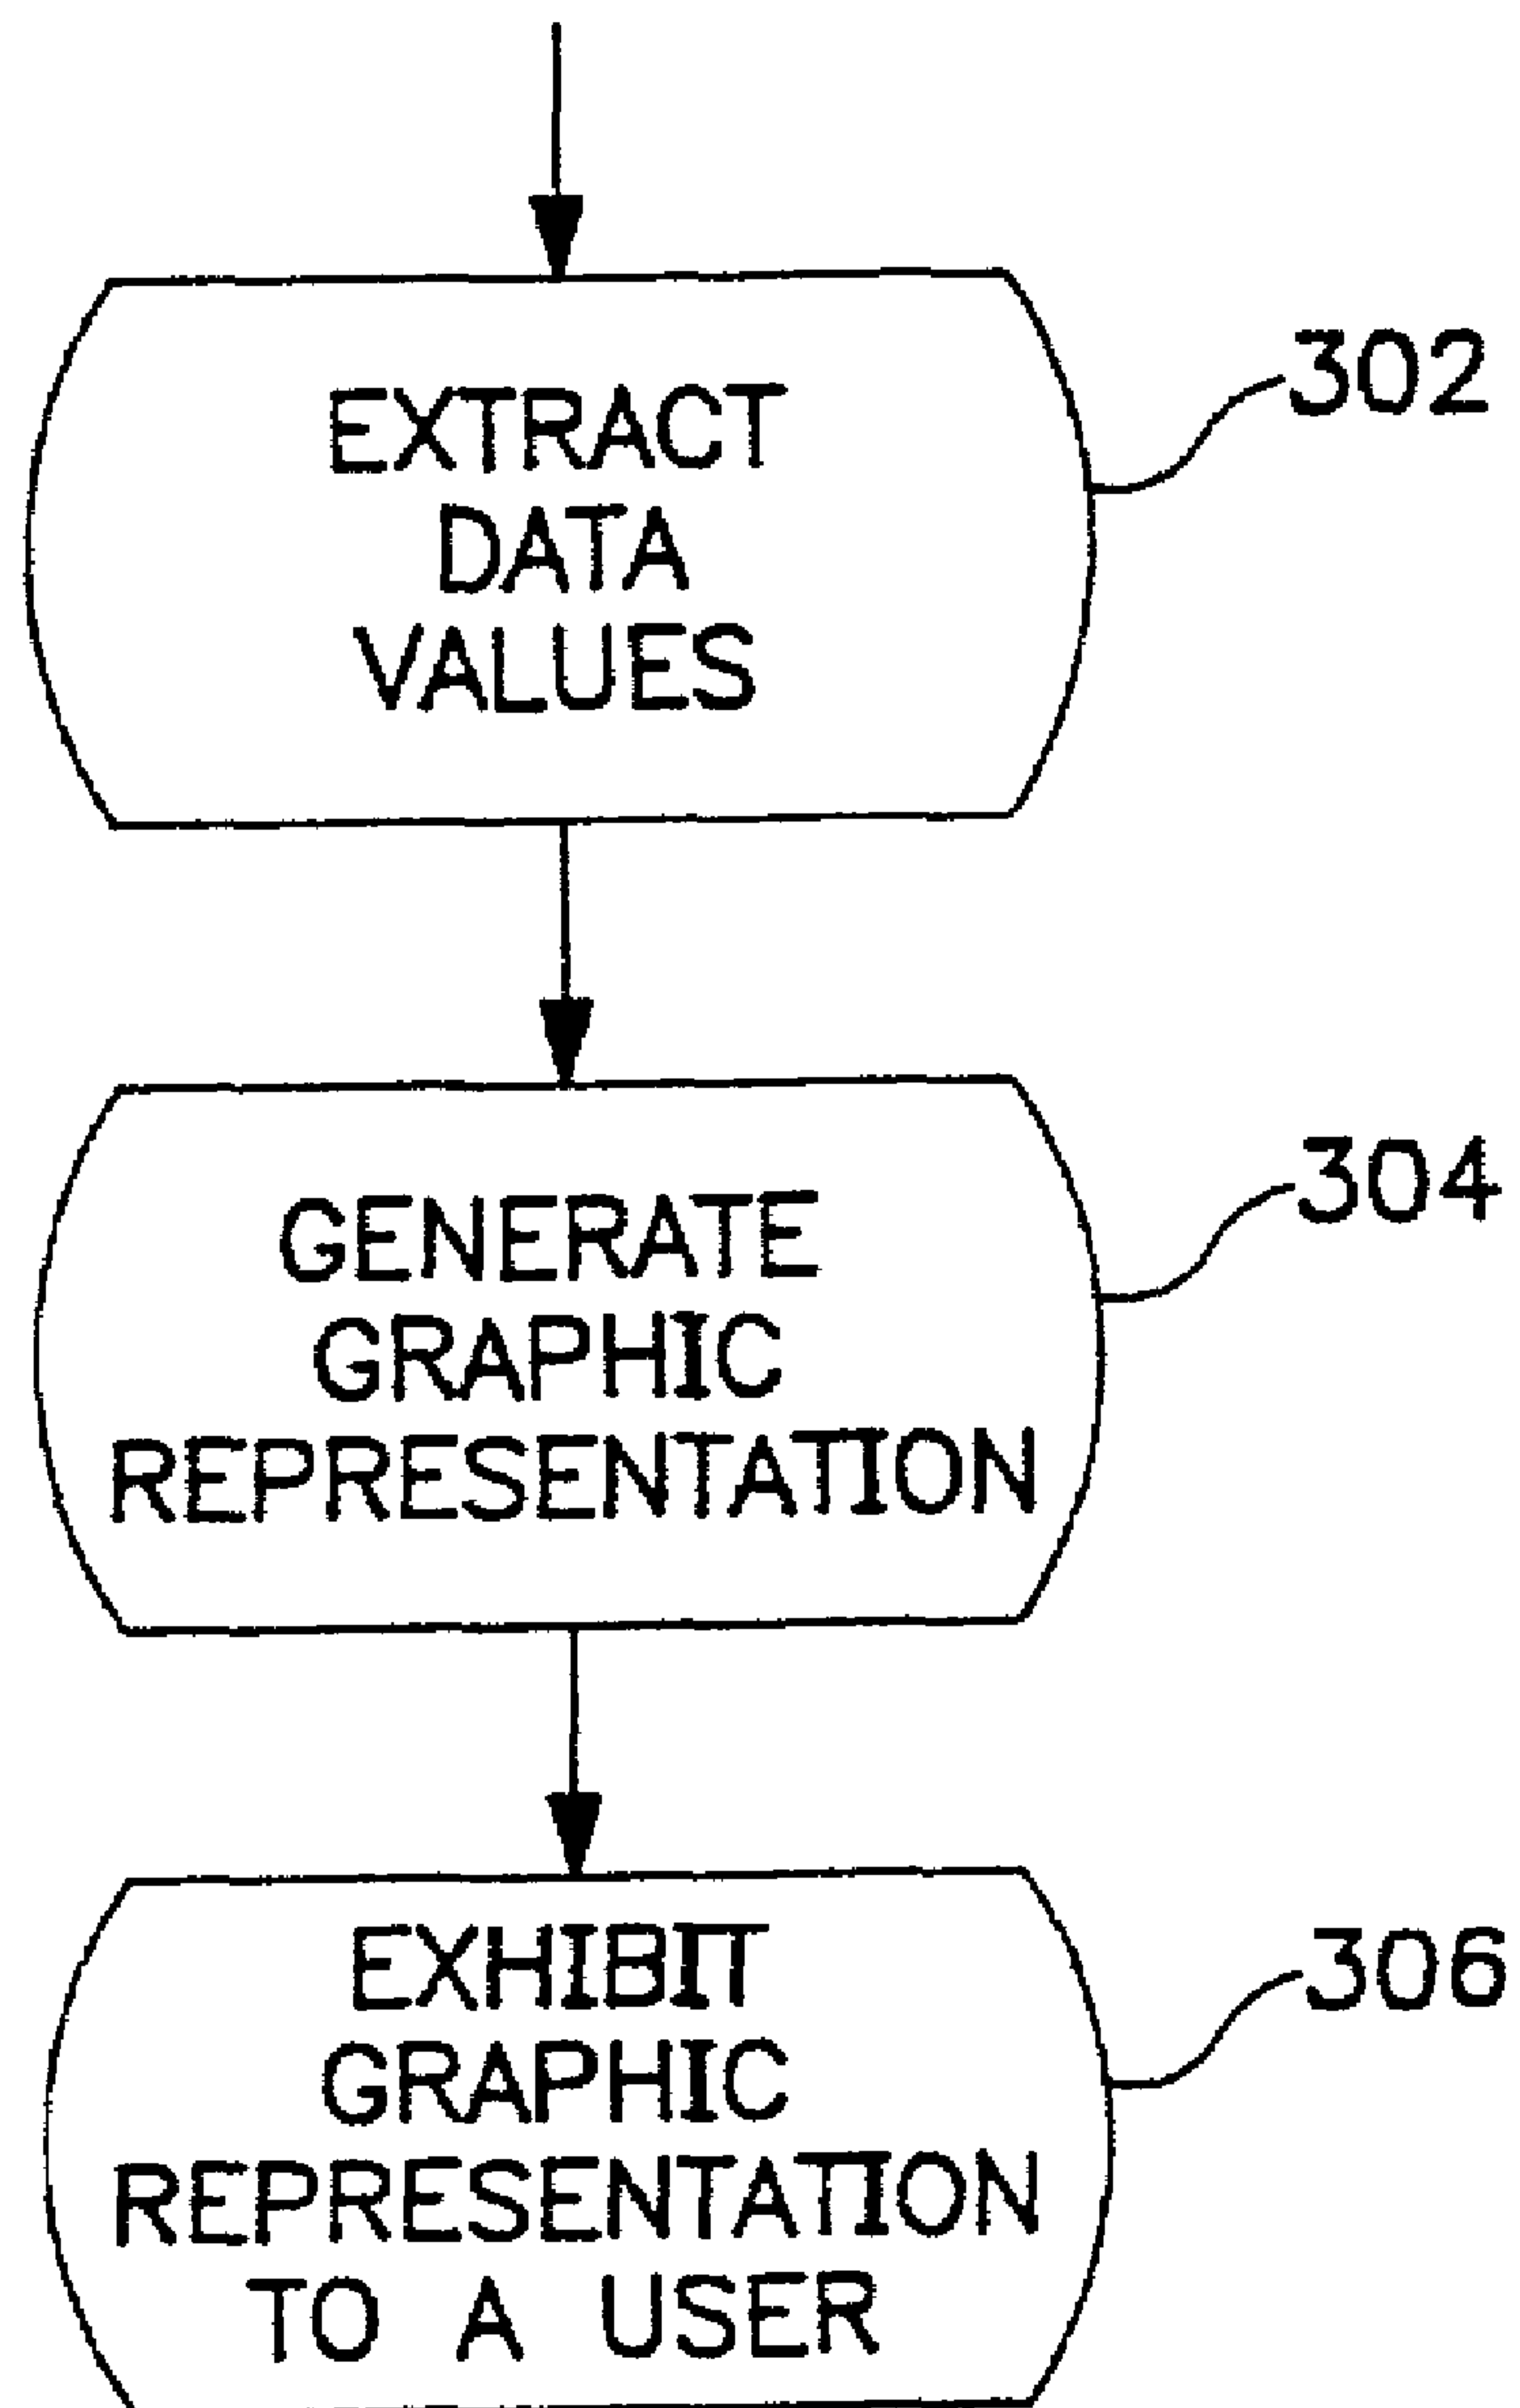 EXTRACT
DATA
VALUES
302
GENERATE
GRAPHIC
REPRESENTATION
304
EXHIBIT
GRAPHIC
REPRESENTATION
TO A USER
306